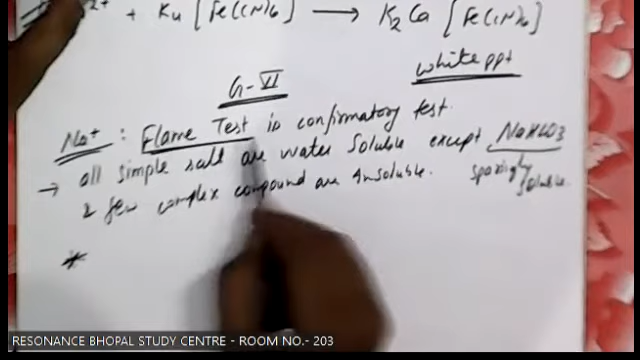 2+ + K4 [Fe(CN)6] → K2Ca [Fe(CN)6]
white ppt
G-VI
Na+ : Flame Test is confirmatory test.
→ all simple salt are water soluble except NaHCO3
sparingly soluble.
& few complex compound are insoluble.
*
RESONANCE BHOPAL STUDY CENTRE - ROOM NO.- 203